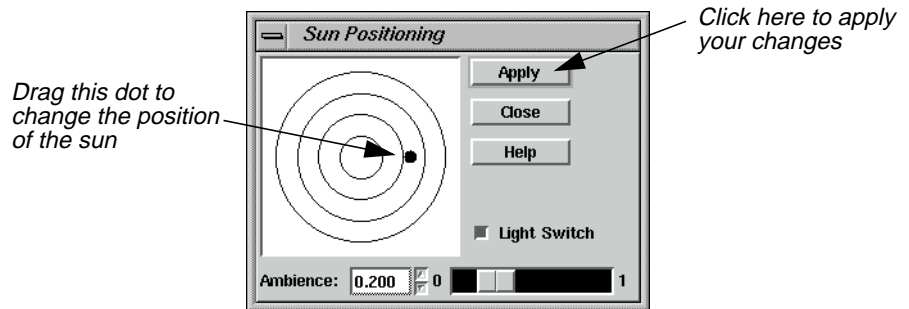 Click here to apply
your changes
Sun Positioning
Apply
Drag this dot to
change the position
of the sun
Close
Help
Light Switch
Ambience: 0.200 0 1